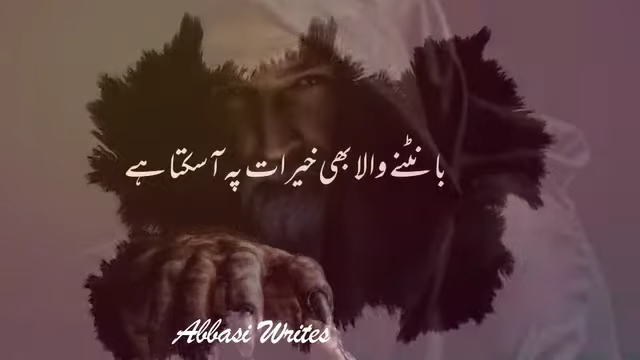 بانٹنے والا بھی خیرات پہ آ سکتا ہے
Abbasi Writes